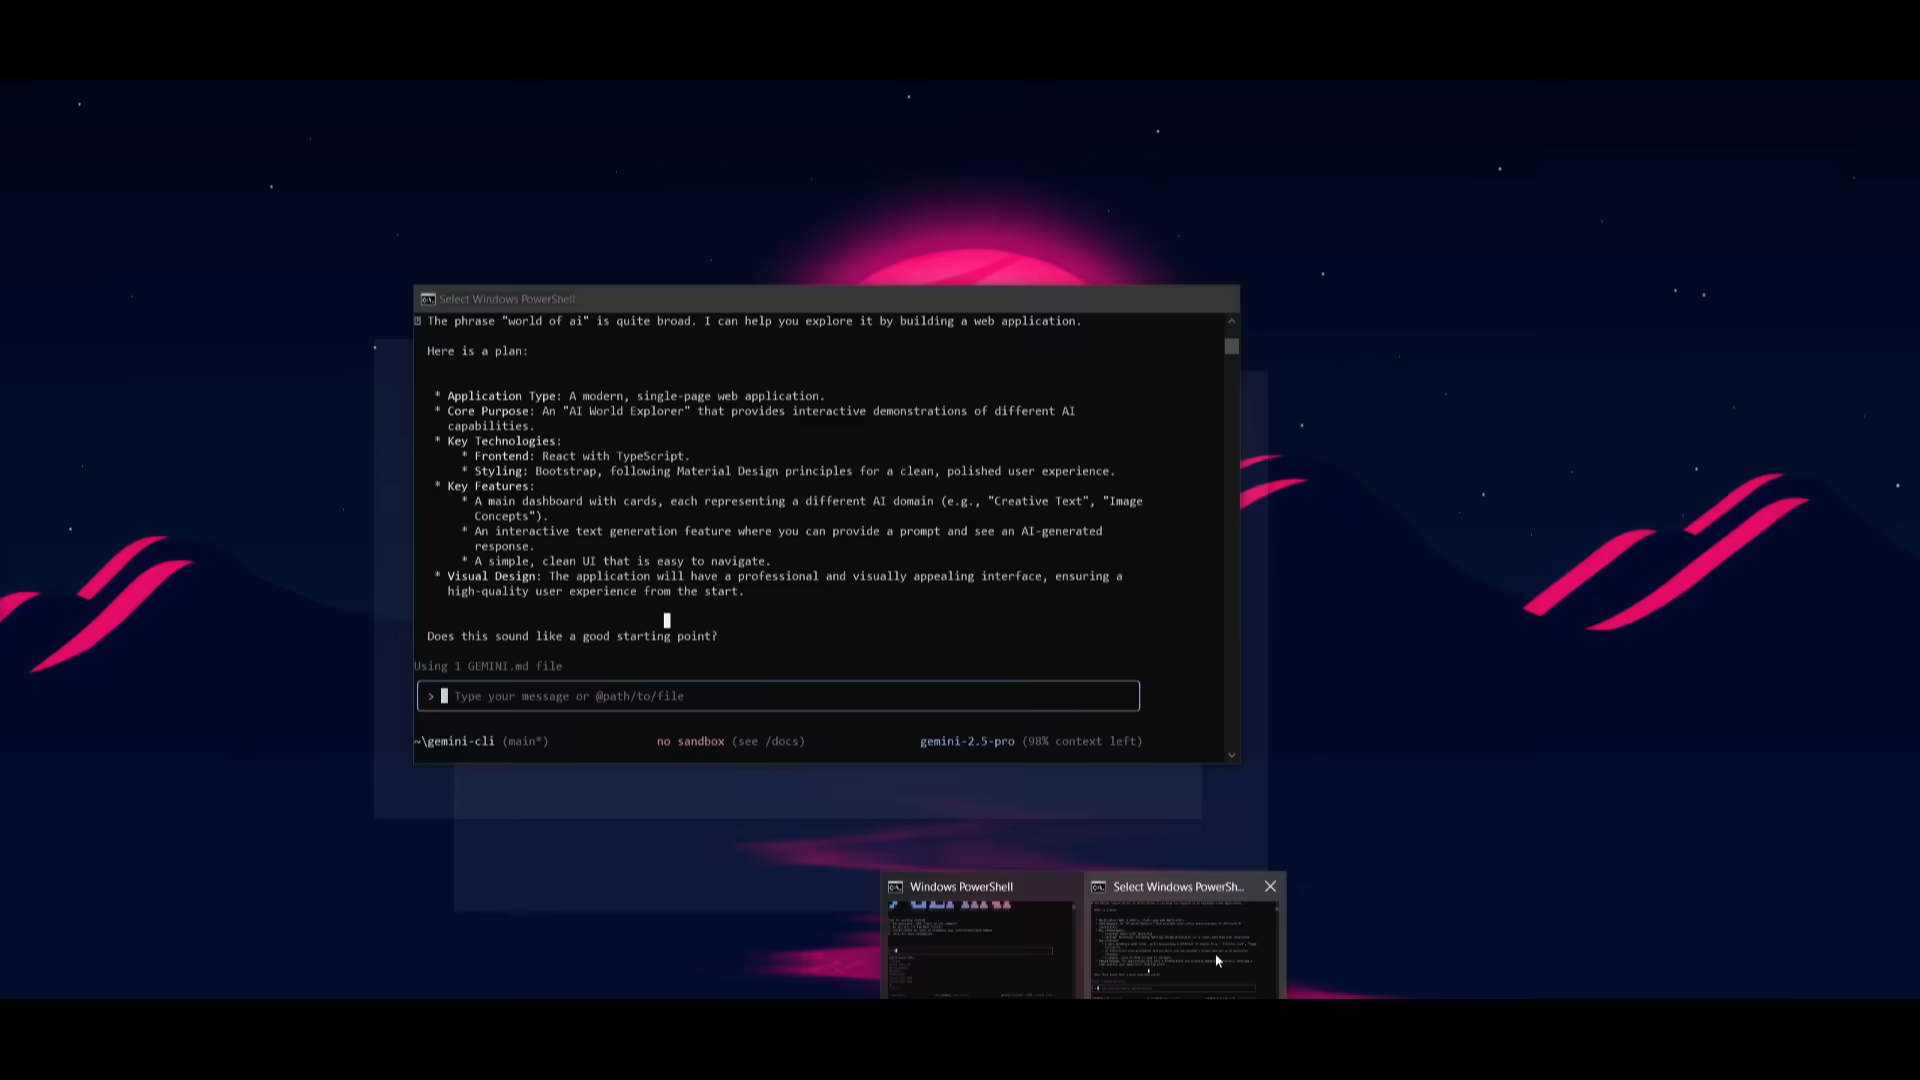 Select Windows PowerShell
The phrase "world of ai" is quite broad. I can help you explore it by building a web application.
Here is a plan:
* Application Type: A modern, single-page web application.
* Core Purpose: An "AI World Explorer" that provides interactive demonstrations of different AI
capabilities.
* Key Technologies:
* Frontend: React with TypeScript.
* Styling: Bootstrap, following Material Design principles for a clean, polished user experience.
* Key Features:
* A main dashboard with cards, each representing a different AI domain (e.g., "Creative Text", "Image
Concepts").
* An interactive text generation feature where you can provide a prompt and see an AI-generated
response.
* A simple, clean UI that is easy to navigate.
* Visual Design: The application will have a professional and visually appealing interface, ensuring a
high-quality user experience from the start.
Does this sound like a good starting point?
Using 1 GEMINI.md file
> Type your message or @path/to/file
~\gemini-cli (main*) no sandbox (see /docs) gemini-2.5-pro (98% context left)
Windows PowerShell
Select Windows PowerSh...